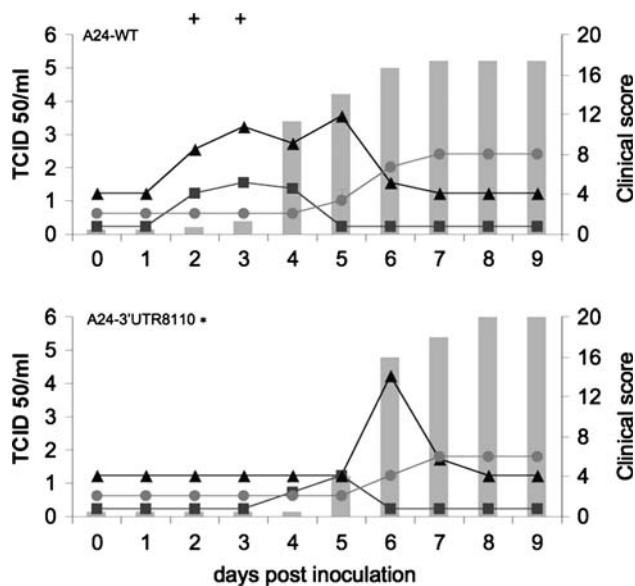 + +
A24-WT
TCID 50/ml
Clinical score
6 5 4 3 2 1 0
20 16 12 8 4 0
0 1 2 3 4 5 6 7 8 9
A24-3'UTR8110 *
TCID 50/ml
Clinical score
6 5 4 3 2 1 0
20 16 12 8 4 0
0 1 2 3 4 5 6 7 8 9
days post inoculation